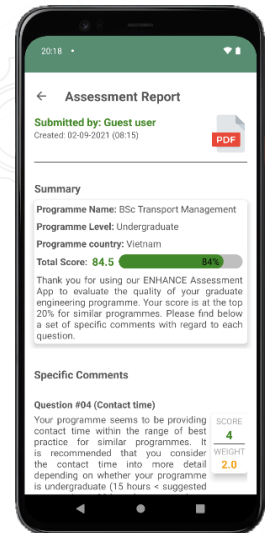 20:18
Assessment Report
Submitted by: Guest user
Created: 02-09-2021 (08:15)
PDF
Summary
Programme Name: BSc Transport Management
Programme Level: Undergraduate
Programme country: Vietnam
Total Score: 84.5 84%
Thank you for using our ENHANCE Assessment
App to evaluate the quality of your graduate
engineering programme. Your score is at the top
20% for similar programmes. Please find below
a set of specific comments with regard to each
question.
Specific Comments
Question #04 (Contact time)
Your programme seems to be providing
contact time within the range of best
practice for similar programmes. It
is recommended that you consider
the contact time into more detail
depending on whether your programme
is undergraduate (15 hours < suggested
SCORE
4
WEIGHT
2.0